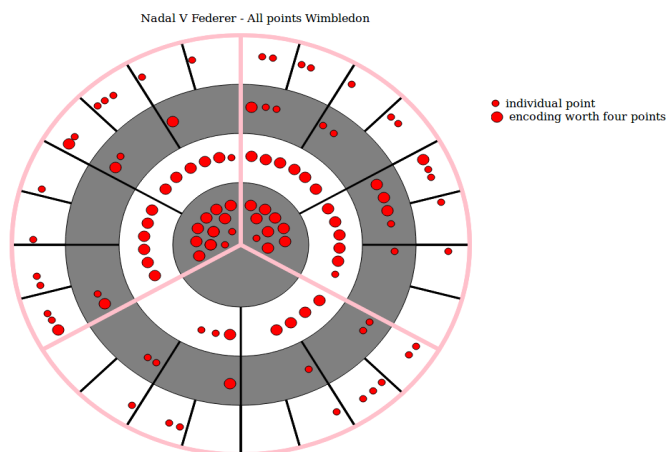 Nadal V Federer - All points Wimbledon
individual point
encoding worth four points